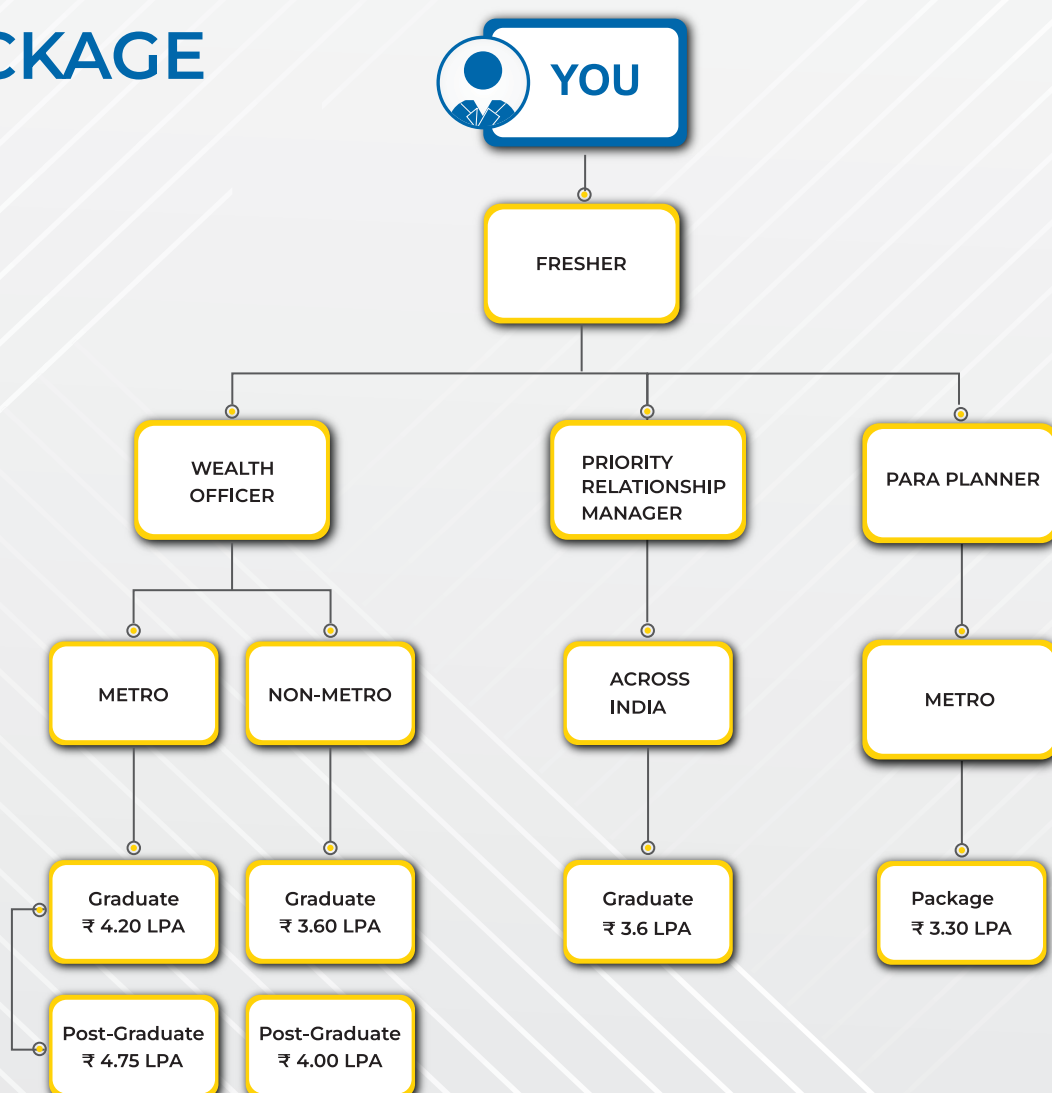 CKAGE
YOU
FRESHER
WEALTH
OFFICER
PRIORITY
RELATIONSHIP
MANAGER
PARA PLANNER
METRO
NON-METRO
ACROSS
INDIA
METRO
Graduate
₹ 4.20 LPA
Graduate
₹ 3.60 LPA
Graduate
₹ 3.6 LPA
Package
₹ 3.30 LPA
Post-Graduate
₹ 4.75 LPA
Post-Graduate
₹ 4.00 LPA